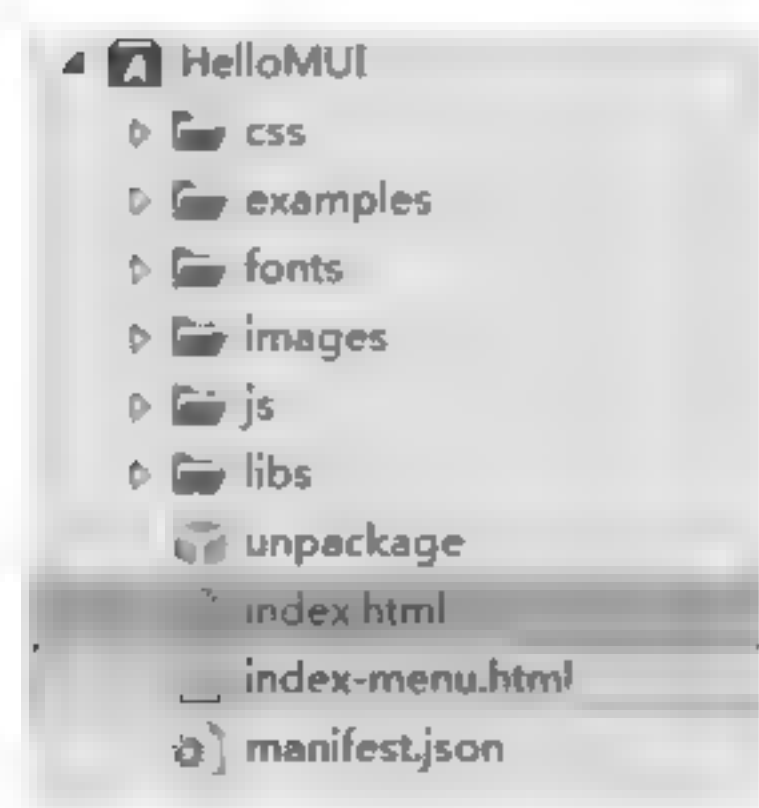 HelloMUI
css
examples
fonts
images
js
libs
unpackage
index.html
index-menu.html
manifest.json